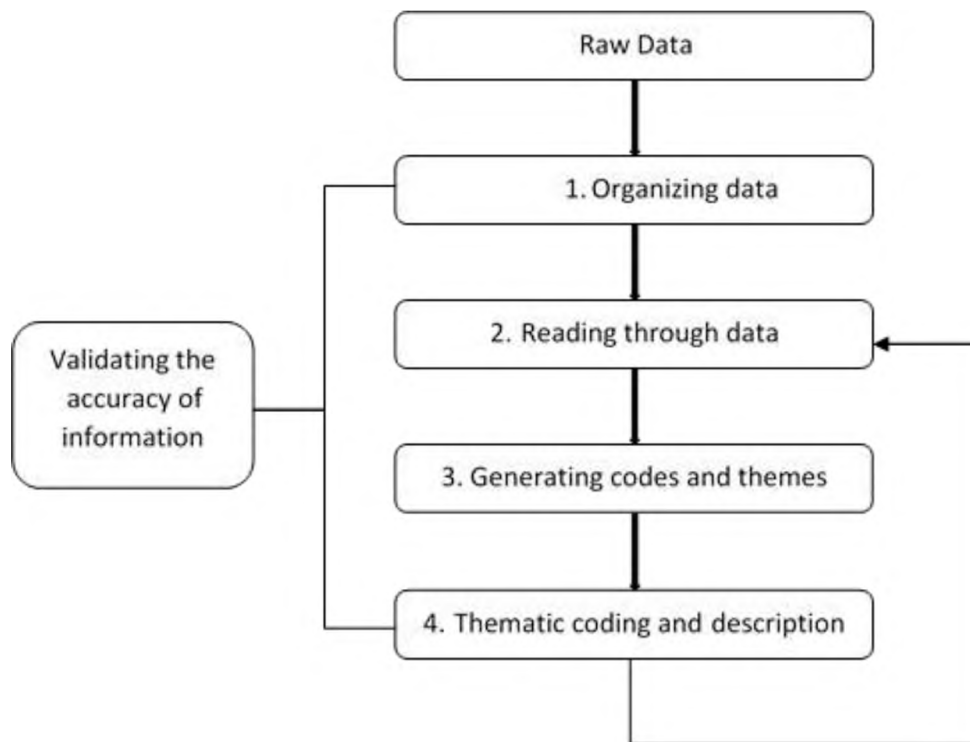 Raw Data
1. Organizing data
2. Reading through data
Validating the
accuracy of
information
3. Generating codes and themes
4. Thematic coding and description